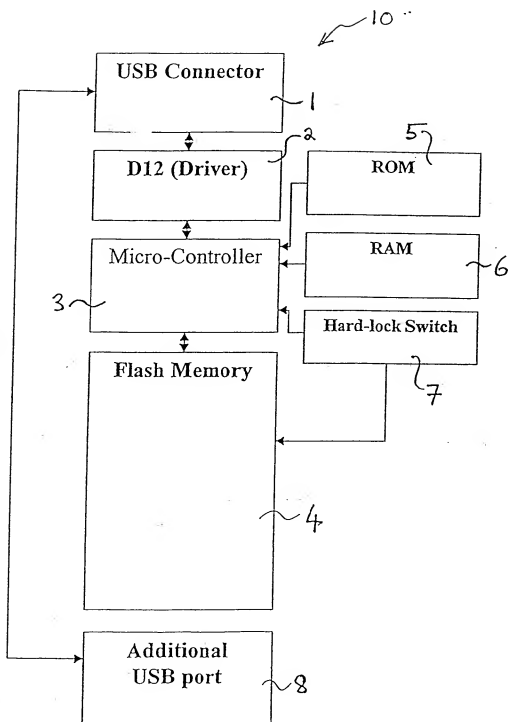 10
USB Connector
1
2
D12 (Driver)
5
ROM
Micro-Controller
3
RAM
6
Hard-lock Switch
7
Flash Memory
4
Additional
USB port
8